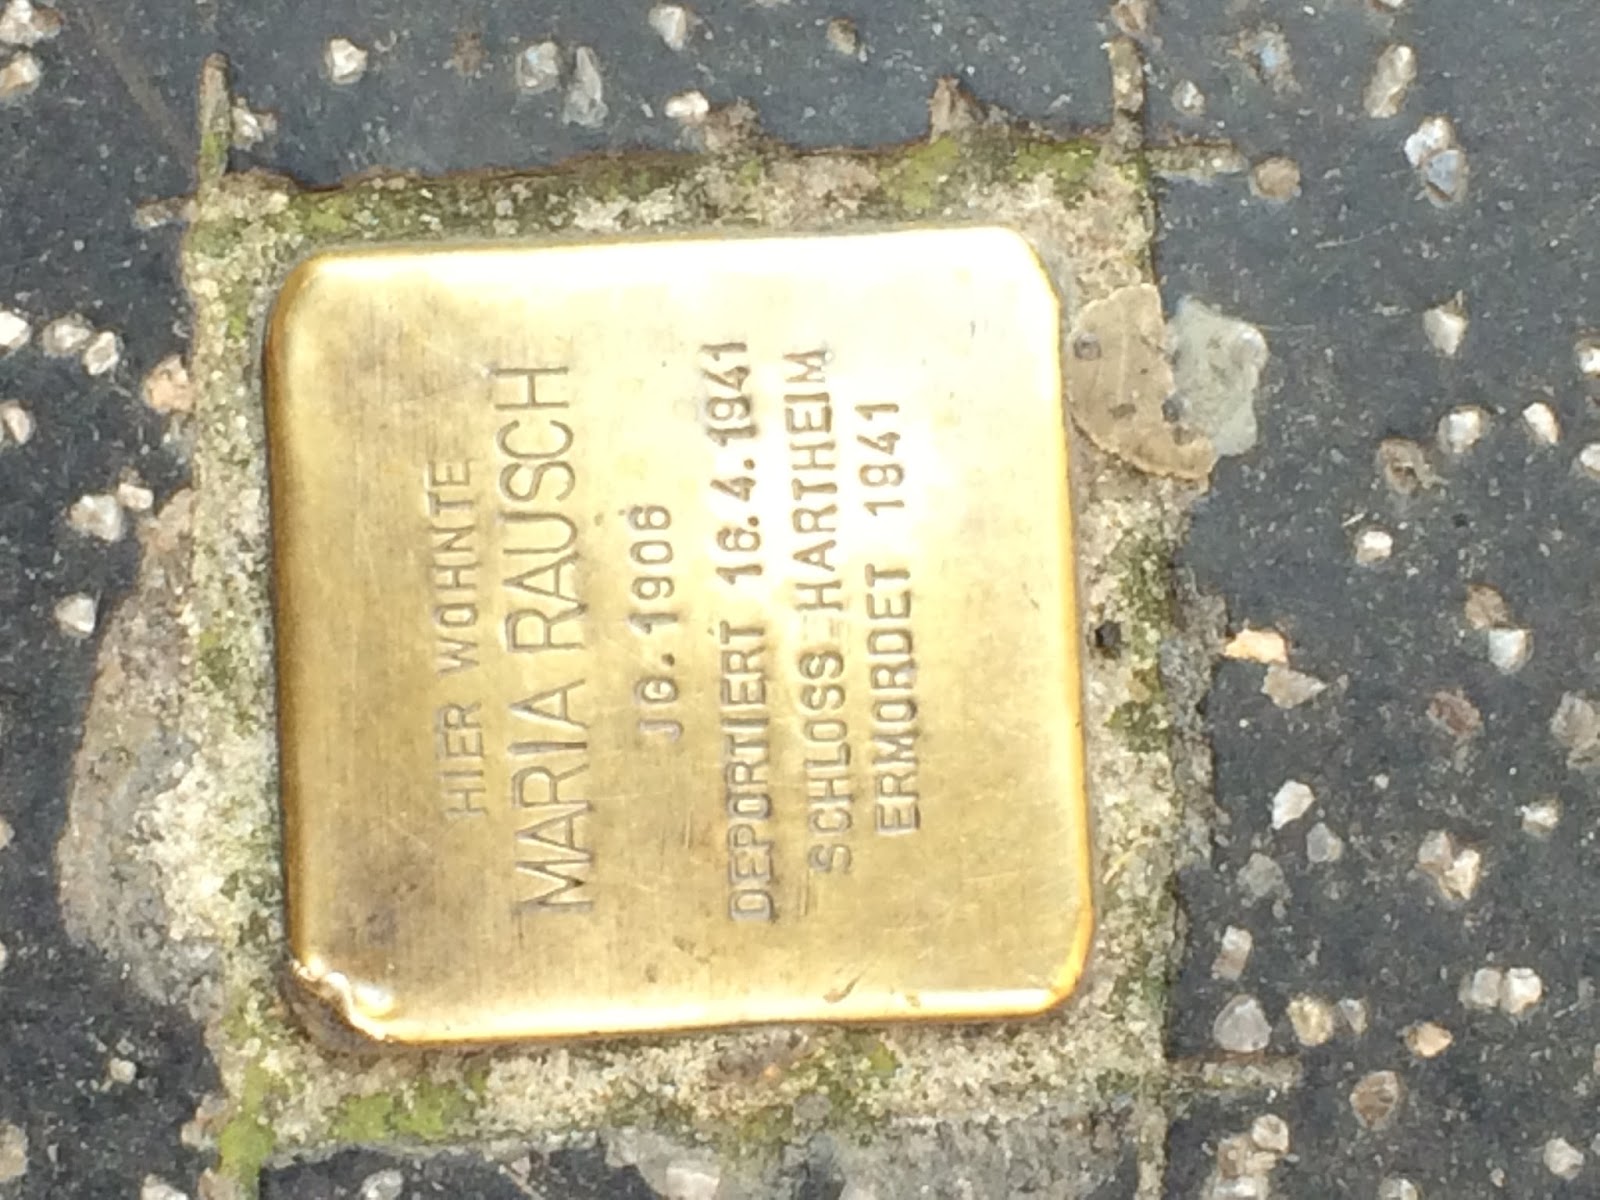 HIER WOHNTE
MARIA RAUSCH
JG. 1906
DEPORTIERT 16.4.1941
SCHLOSS HARTHEIM
ERMORDET 1941